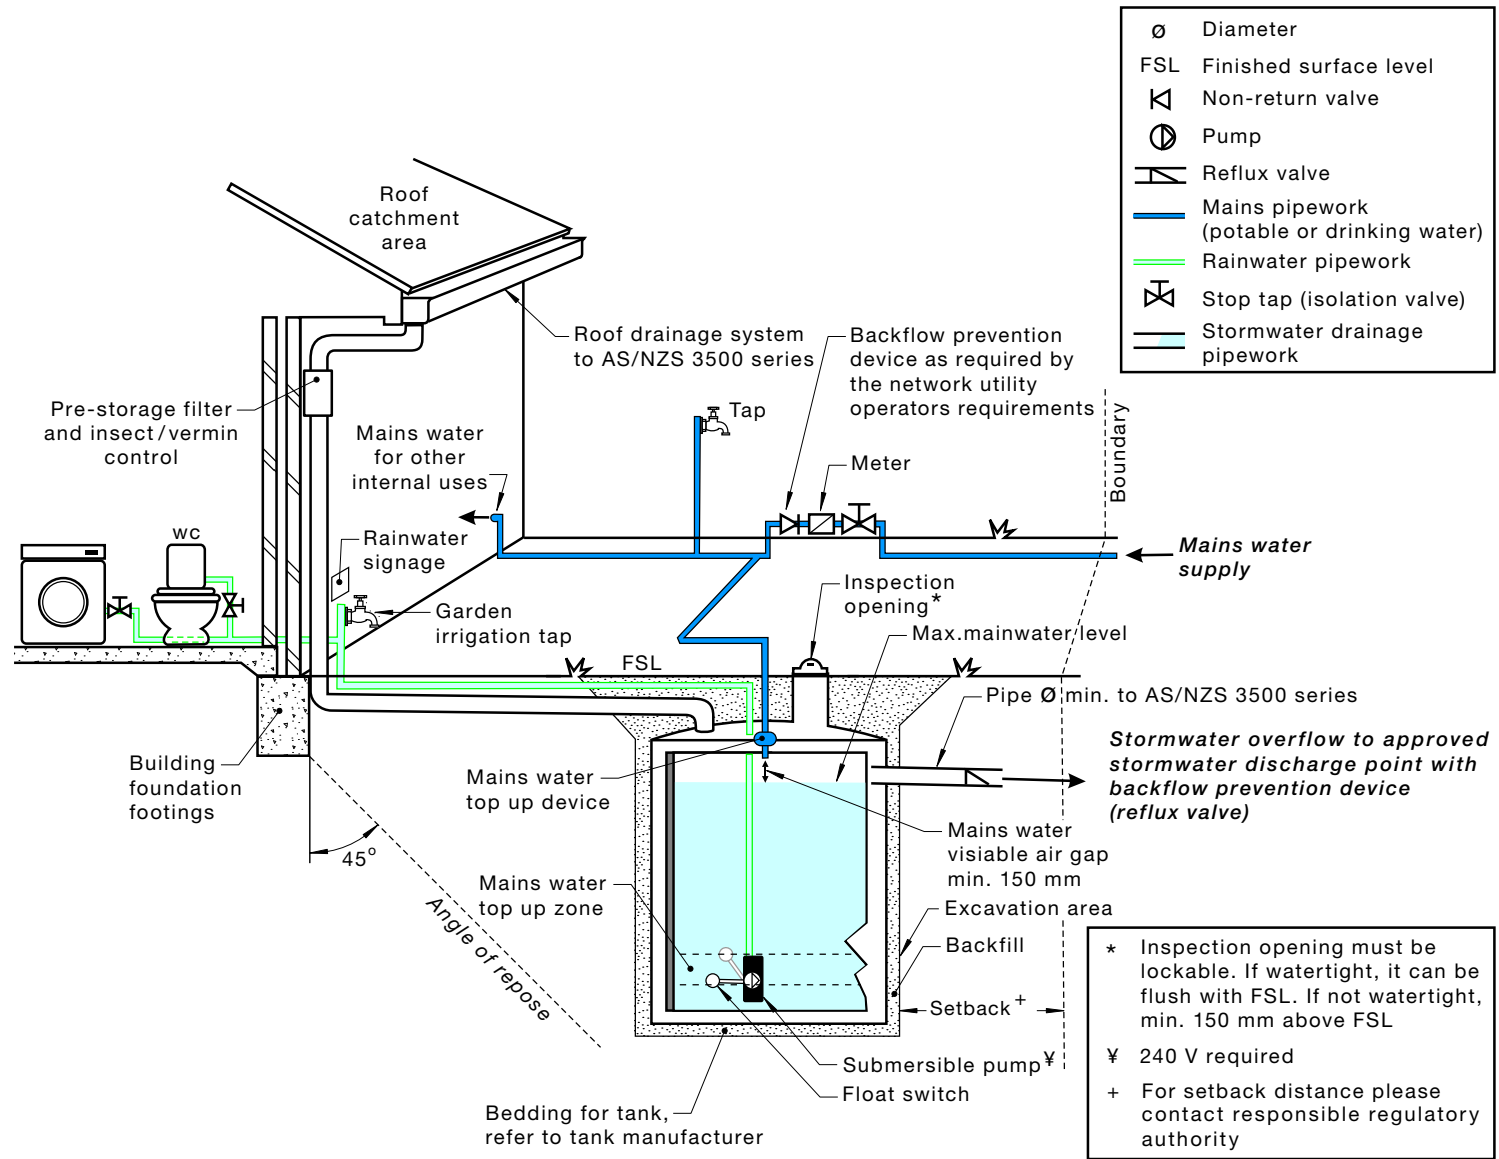 ø Diameter
FSL Finished surface level
Non-return valve
Pump
Reflux valve
Mains pipework
(potable or drinking water)
Rainwater pipework
Stop tap (isolation valve)
Stormwater drainage
pipework
Roof
catchment
area
Roof drainage system
to AS/NZS 3500 series
Backflow prevention
device as required by
the network utility
operators requirements
Pre-storage filter
and insect/vermin
control
Mains water
for other
internal uses
Tap
Meter
Boundary
wc
Rainwater
signage
Mains water
supply
Inspection
opening*
Garden
irrigation tap
Max.mainwater level
FSL
Pipe Ø min. to AS/NZS 3500 series
Stormwater overflow to approved
stormwater discharge point with
backflow prevention device
(reflux valve)
Building
foundation
footings
Mains water
top up device
45°
Mains water
visiable air gap
min. 150 mm
Mains water
top up zone
Angle of repose
Excavation area
Backfill
Setback+
Submersible pump¥
Float switch
Bedding for tank,
refer to tank manufacturer
* Inspection opening must be
lockable. If watertight, it can be
flush with FSL. If not watertight,
min. 150 mm above FSL
¥ 240 V required
+ For setback distance please
contact responsible regulatory
authority